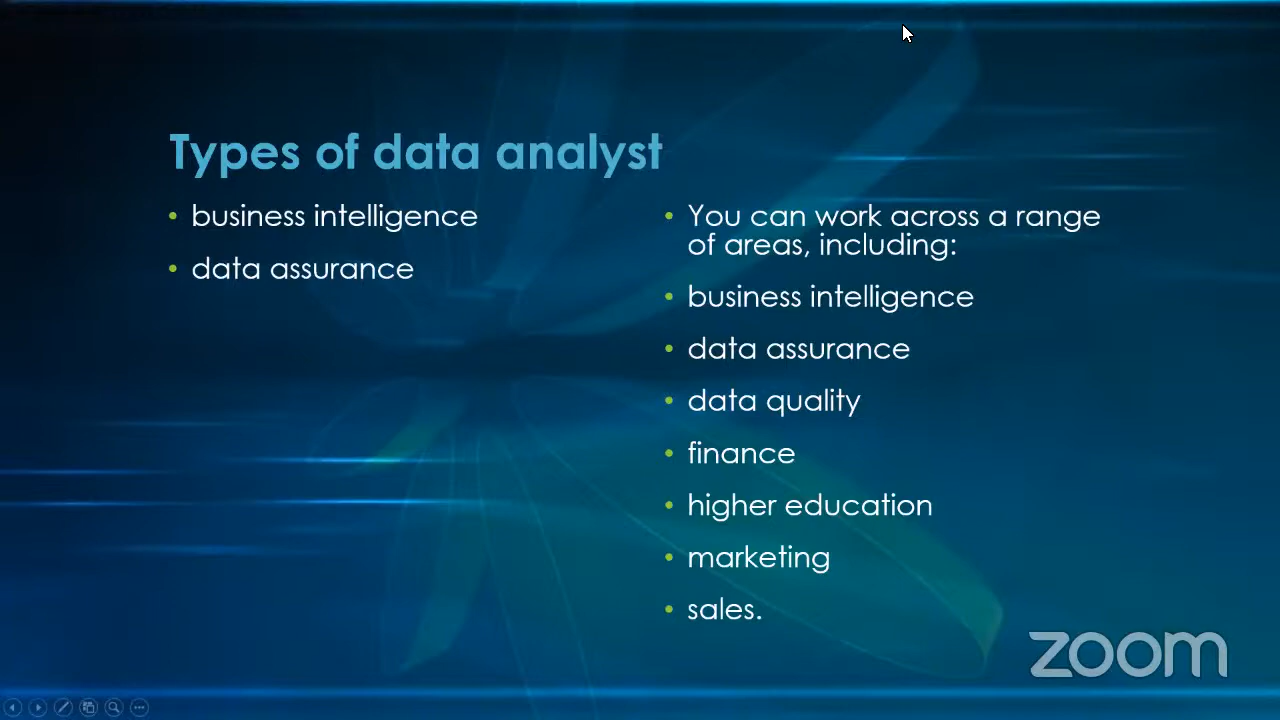 Types of data analyst
• business intelligence
• data assurance
• You can work across a range
of areas, including:
• business intelligence
• data assurance
• data quality
• finance
• higher education
• marketing
• sales.
zoom